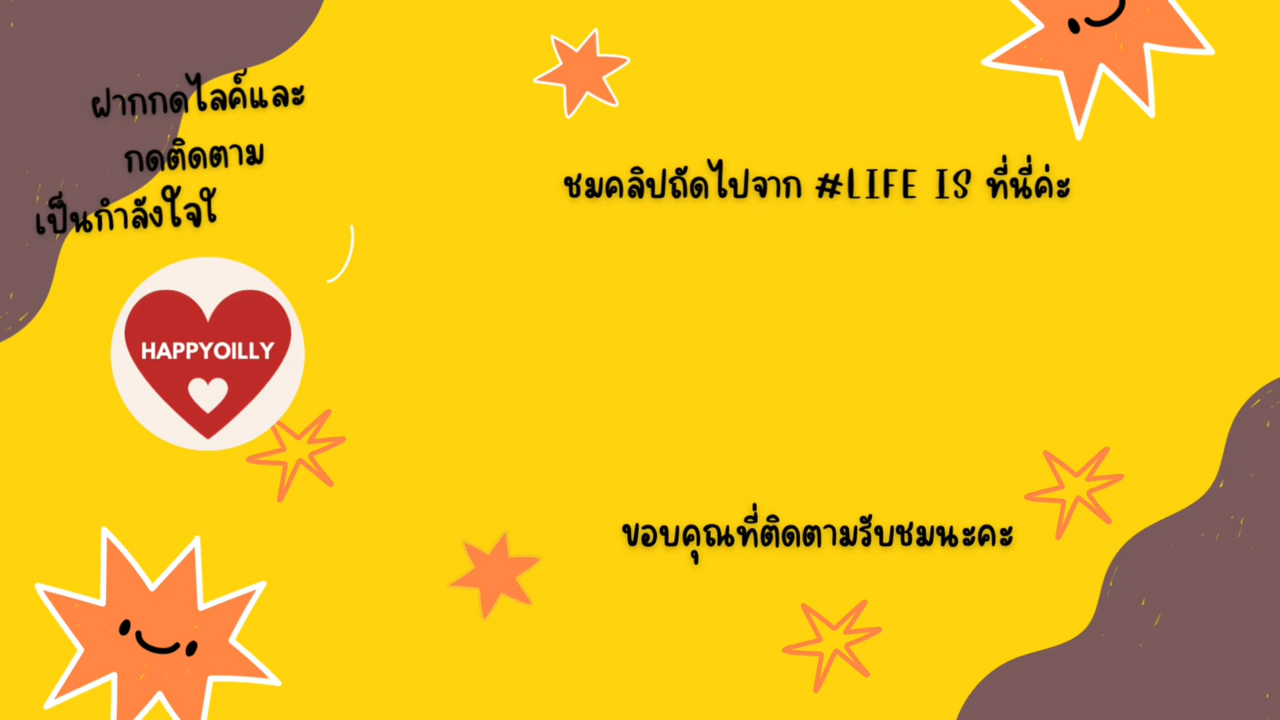 ฝากกดไลค์และ
กดติดตาม
เป็นกำลังใจใ
HAPPYOILLY
ชมคลิปถัดไปจาก #LIFE IS ที่นี่ค่ะ
ขอบคุณที่ติดตามรับชมนะคะ